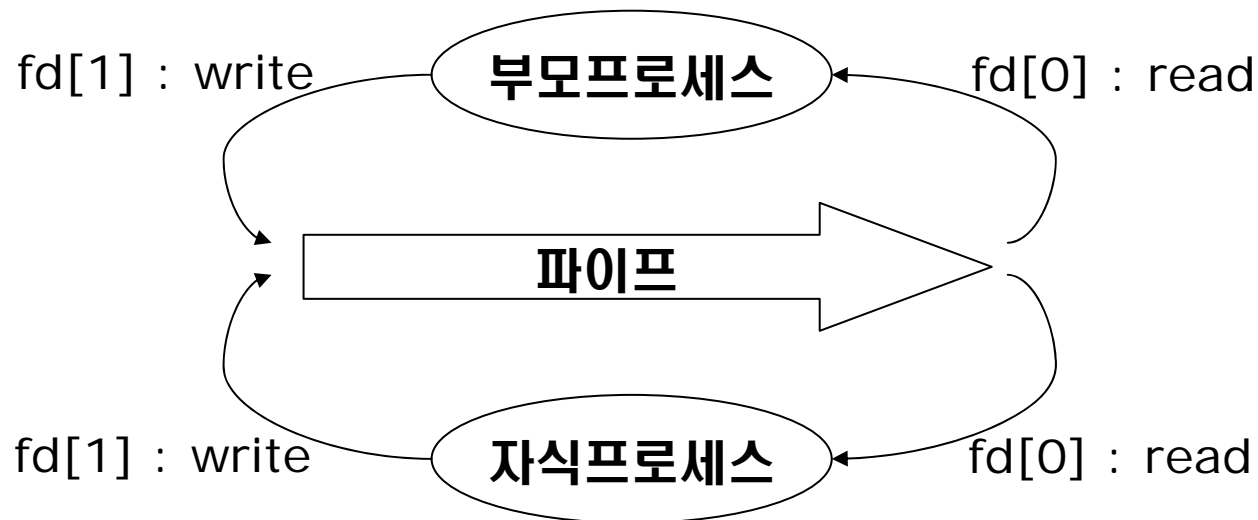 fd[1] : write
부모프로세스
fd[0] : read
파이프
fd[1] : write
자식프로세스
fd[0] : read